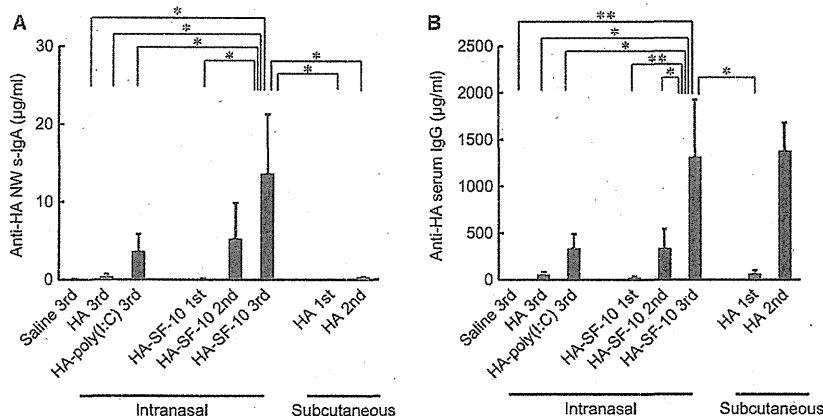 A
B
Anti-HA NW s-IgA (µg/ml)
30
20
10
0
* * * * * *
Saline 3rd
HA 3rd
HA-poly(I:C) 3rd
HA-SF-10 1st
HA-SF-10 2nd
HA-SF-10 3rd
HA 1st
HA 2nd
Intranasal
Subcutaneous
Anti-HA serum IgG (µg/ml)
2500
2000
1500
1000
500
0
** * * ** * *
Saline 3rd
HA 3rd
HA-poly(I:C) 3rd
HA-SF-10 1st
HA-SF-10 2nd
HA-SF-10 3rd
HA 1st
HA 2nd
Intranasal
Subcutaneous